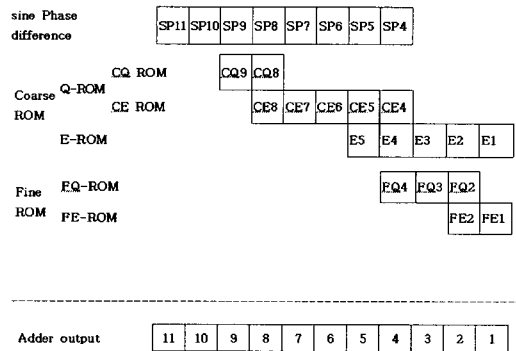 sine Phase
difference
SP11 SP10 SP9 SP8 SP7 SP6 SP5 SP4
CQ ROM CQ9 CQ8
Coarse ROM
Q-ROM
CE ROM CE8 CE7 CE6 CE5 CE4
E-ROM E5 E4 E3 E2 E1
Fine ROM
FQ-ROM FQ4 FQ3 FQ2
FE-ROM FE2 FE1
Adder output 11 10 9 8 7 6 5 4 3 2 1